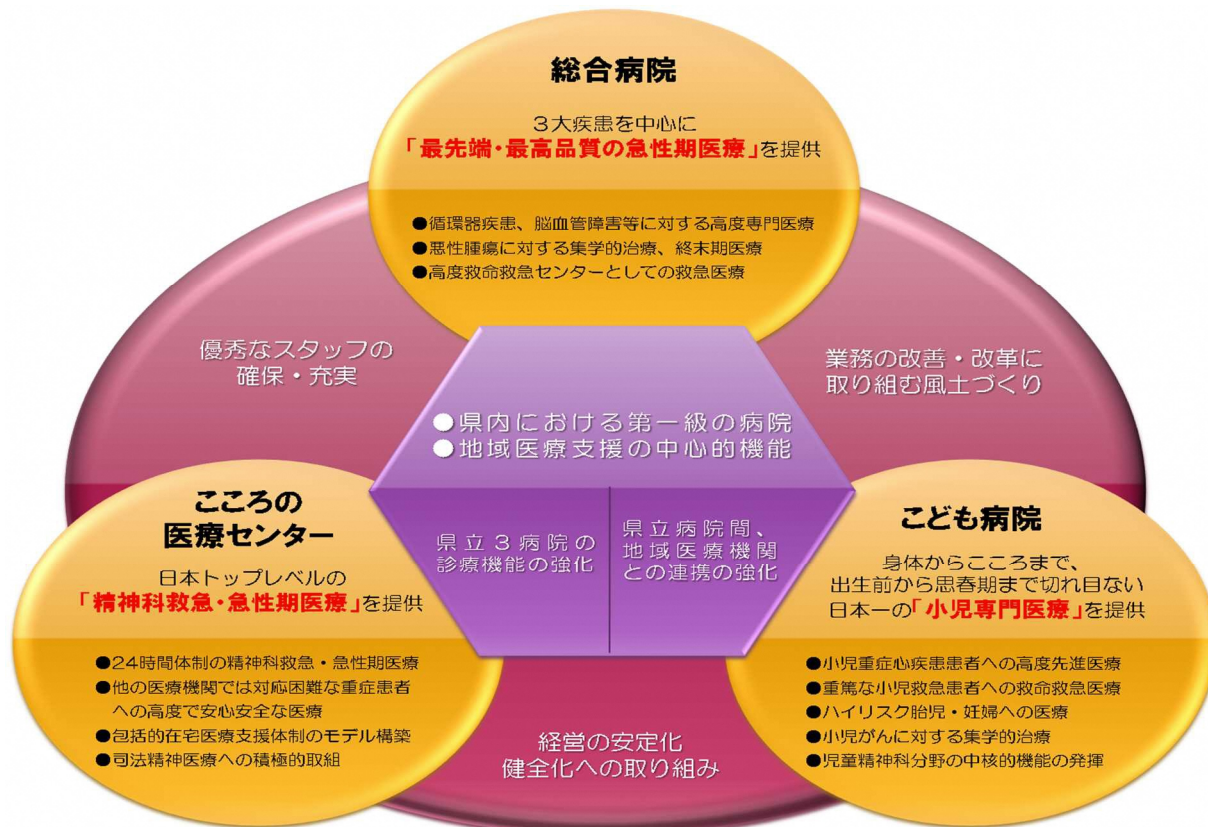 総合病院
3大疾患を中心に
「最先端・最高品質の急性期医療」を提供
●循環器疾患、脳血管障害等に対する高度専門医療
●悪性腫瘍に対する集学的治療、終末期医療
●高度救命救急センターとしての救急医療
優秀なスタッフの
確保・充実
業務の改善・改革に
取り組む風土づくり
●県内における第一級の病院
●地域医療支援の中心的機能
県立3病院の
診療機能の強化
県立病院間、
地域医療機関
との連携の強化
こころの
医療センター
日本トップレベルの
「精神科救急・急性期医療」を提供
●24時間体制の精神科救急・急性期医療
●他の医療機関では対応困難な重症患者
への高度で安心安全な医療
●包括的在宅医療支援体制のモデル構築
●司法精神医療への積極的取組
こども病院
身体からこころまで、
出生前から思春期まで切れ目ない
日本一の「小児専門医療」を提供
●小児重症心疾患患者への高度先進医療
●重篤な小児救急患者への救命救急医療
●ハイリスク胎児・妊婦への医療
●小児がんに対する集学的治療
●児童精神科分野の中核的機能の発揮
経営の安定化
健全化への取り組み